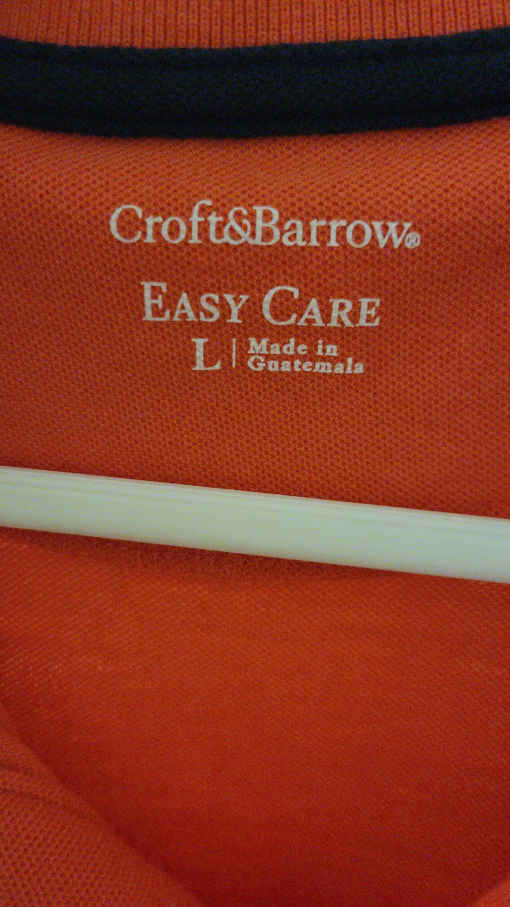 Croft&Barrow®
EASY CARE
L | Made in
Guatemala